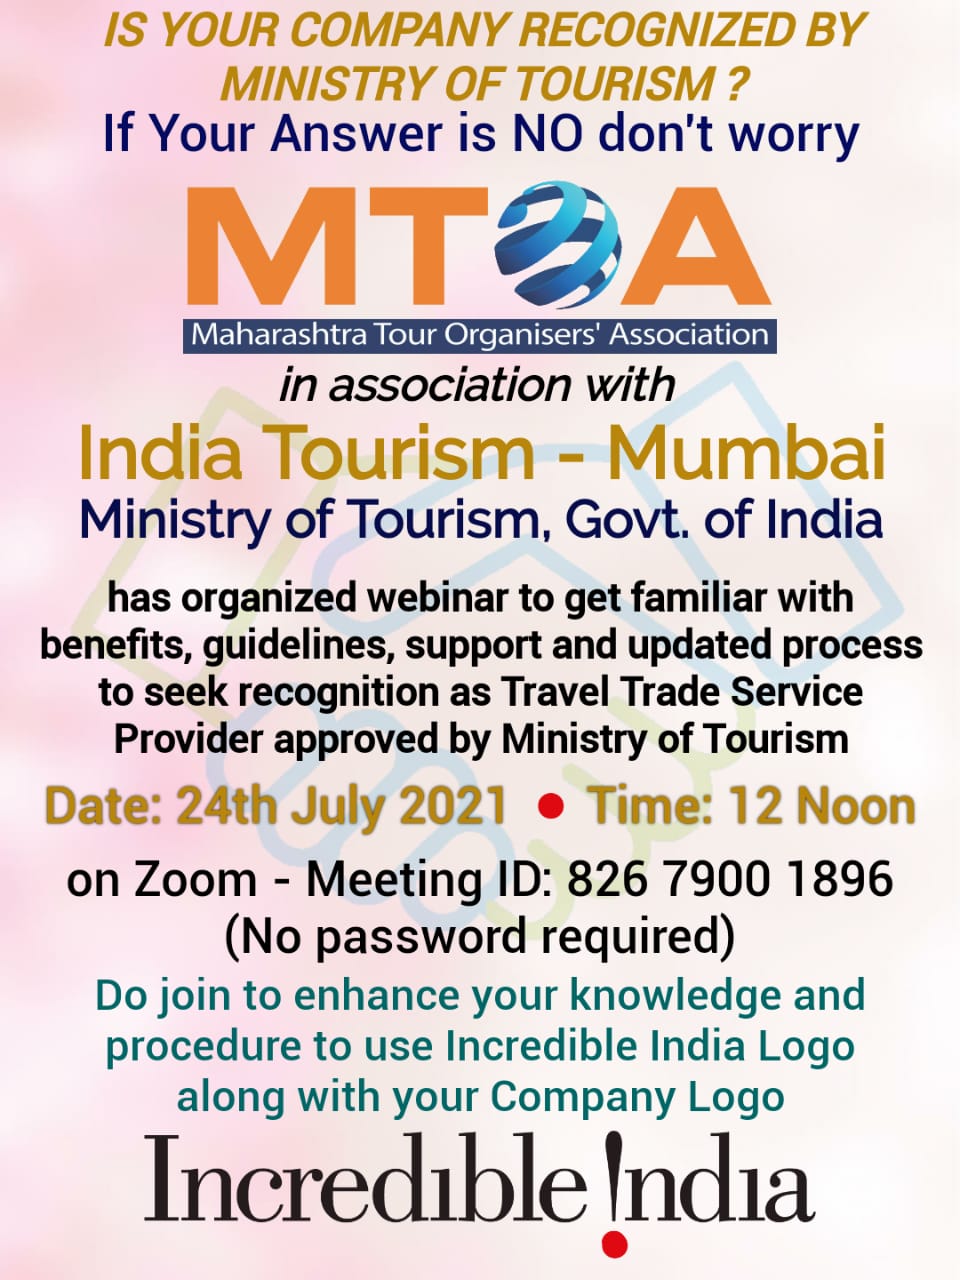 IS YOUR COMPANY RECOGNIZED BY
MINISTRY OF TOURISM ?
If Your Answer is NO don't worry
MTOA
Maharashtra Tour Organisers' Association
in association with
India Tourism - Mumbai
Ministry of Tourism, Govt. of India
has organized webinar to get familiar with
benefits, guidelines, support and updated process
to seek recognition as Travel Trade Service
Provider approved by Ministry of Tourism
Date: 24th July 2021 • Time: 12 Noon
on Zoom - Meeting ID: 826 7900 1896
(No password required)
Do join to enhance your knowledge and
procedure to use Incredible India Logo
along with your Company Logo
Incredible !ndia